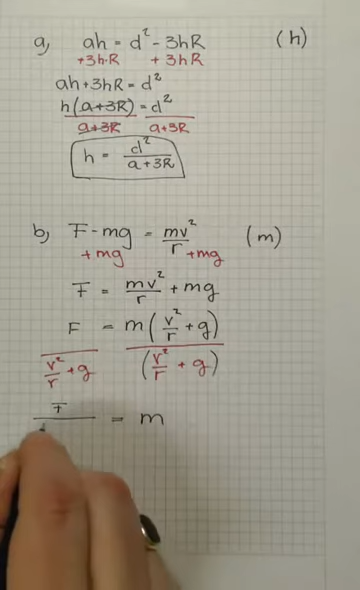 a) ah = d² - 3hR (h)
+3h·R + 3hR
ah + 3hR = d²
h(a+3R) = d²
a+3R a+3R
h = d²/(a+3R)
b) F - mg = mv²/r (m)
+mg +mg
F = mv²/r + mg
F = m(v²/r + g)
v²/r + g (v²/r + g)
F = m